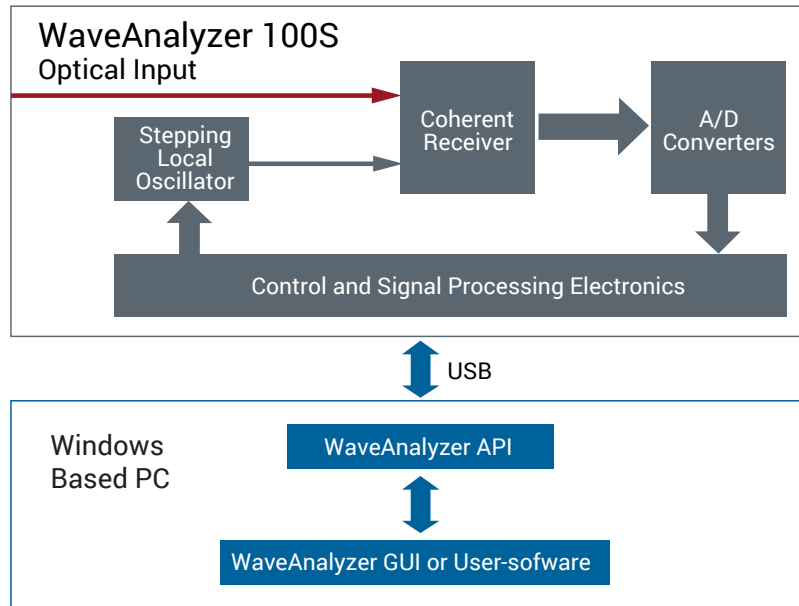 WaveAnalyzer 100S
Optical Input
Stepping
Local
Oscillator
Coherent
Receiver
A/D
Converters
Control and Signal Processing Electronics
USB
Windows
Based PC
WaveAnalyzer API
WaveAnalyzer GUI or User-sofware